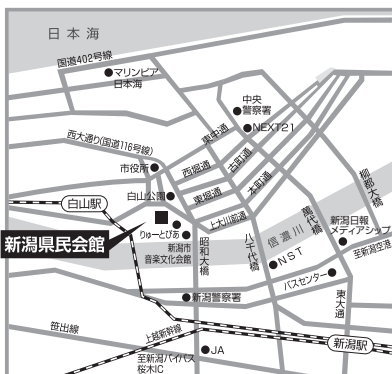 日本海
国道402号線
マリンピア
日本海
中央
警察署
NEXT21
西大通り(国道116号線)
東中通
市役所
西堀通
古町通
柳都大橋
白山公園
東堀通
本町通
白山駅
上大川前通
萬代橋
りゅーとぴあ
信濃川
新潟日報
メディアシップ
新潟県民会館
新潟市
音楽文化会館
昭和大橋
八千代橋
NST
至新潟空港
バスセンター
新潟警察署
東大通
笹出線
上越新幹線
新潟駅
至新潟バイパス
桜木IC
JA